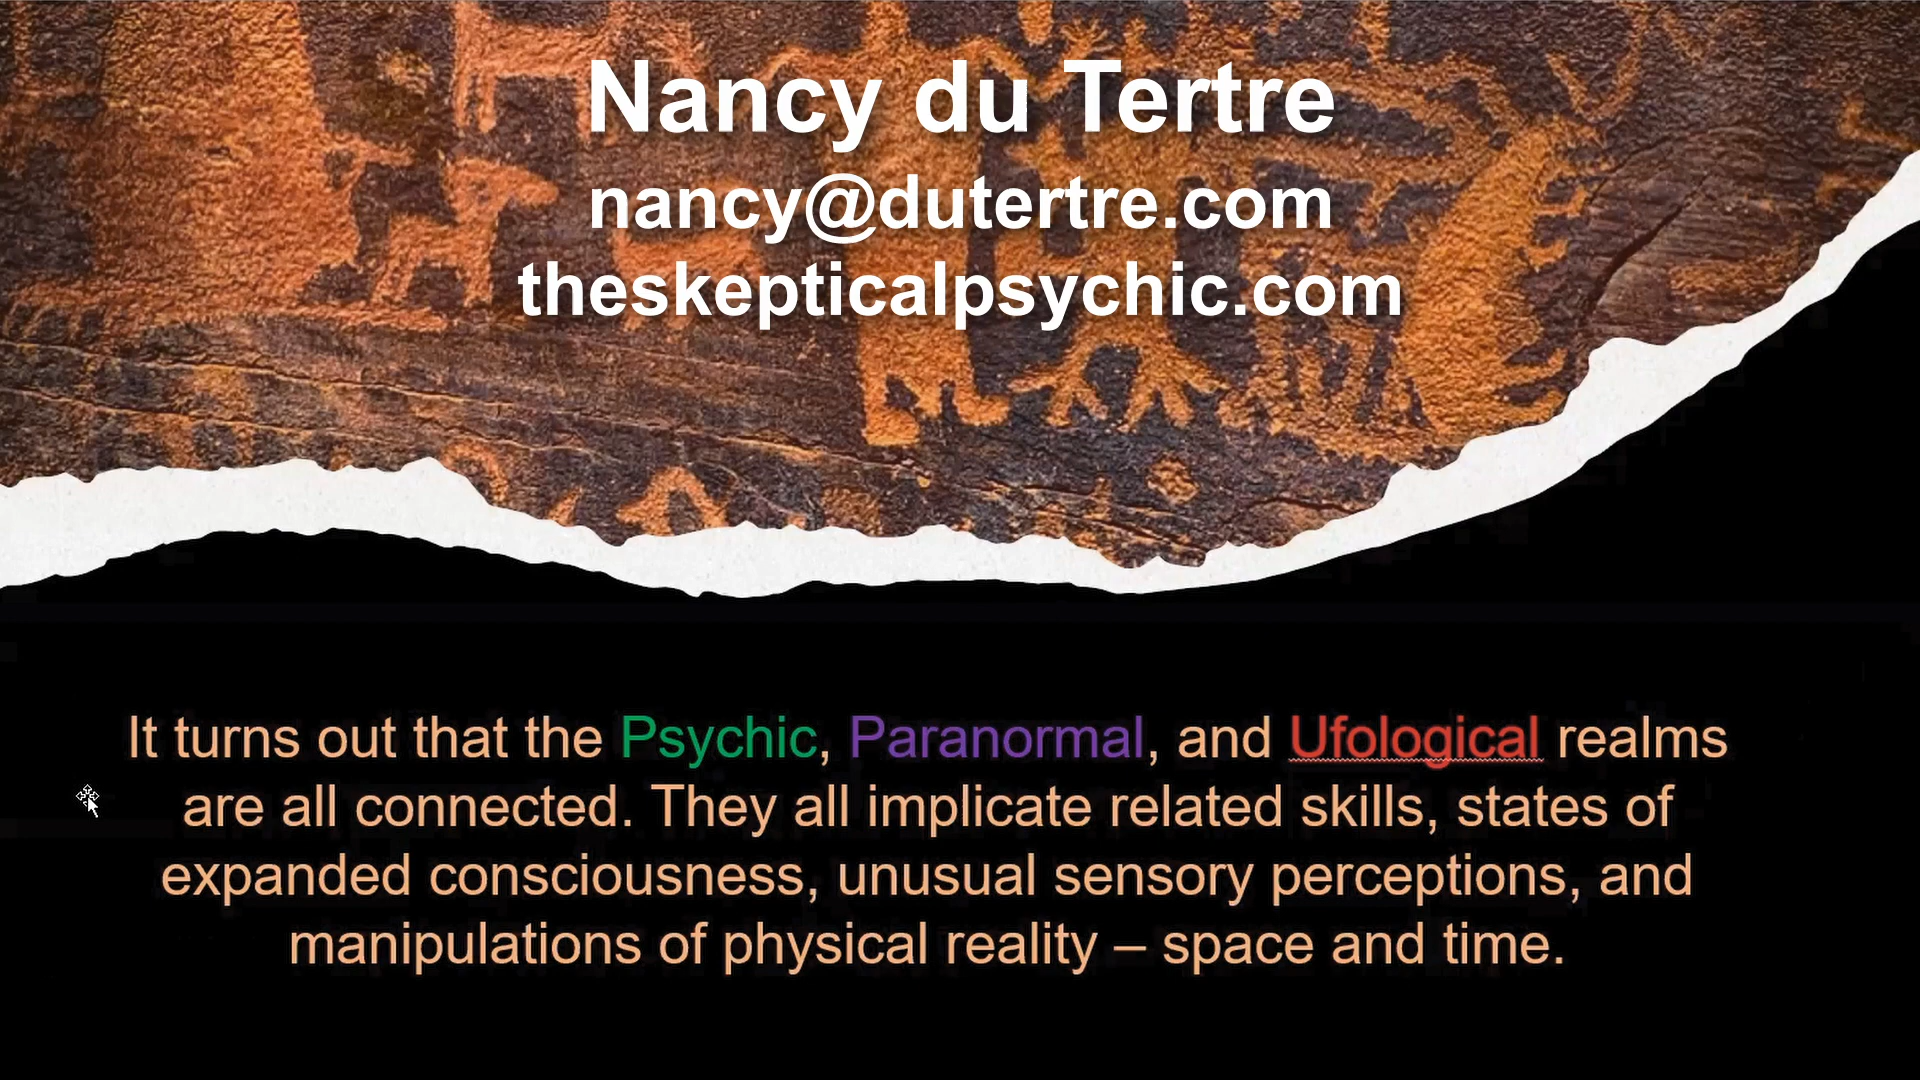 Nancy du Tertre
nancy@dutertre.com
theskepticalpsychic.com
It turns out that the Psychic, Paranormal, and Ufological realms
are all connected. They all implicate related skills, states of
expanded consciousness, unusual sensory perceptions, and
manipulations of physical reality – space and time.